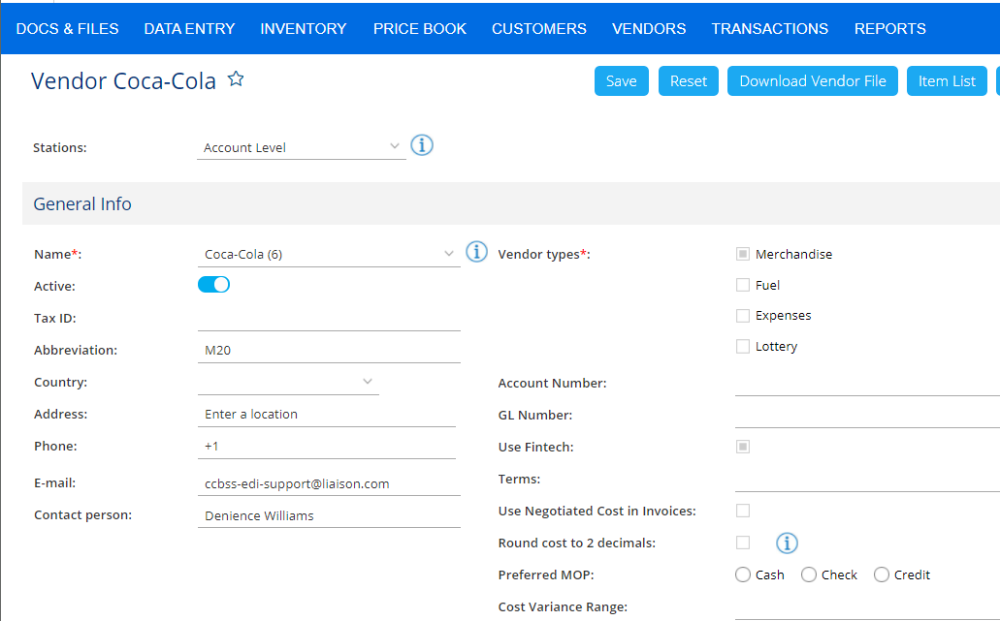 DOCS & FILES DATA ENTRY INVENTORY PRICE BOOK CUSTOMERS VENDORS TRANSACTIONS REPORTS
Vendor Coca-Cola Save Reset Download Vendor File Item List
Stations: Account Level
General Info
Name*: Coca-Cola (6)
Active:
Tax ID:
Abbreviation: M20
Country:
Address: Enter a location
Phone: +1
E-mail: ccbss-edi-support@liaison.com
Contact person: Denience Williams
Vendor types*: Merchandise
Fuel
Expenses
Lottery
Account Number:
GL Number:
Use Fintech:
Terms:
Use Negotiated Cost in Invoices:
Round cost to 2 decimals:
Preferred MOP: Cash Check Credit
Cost Variance Range: